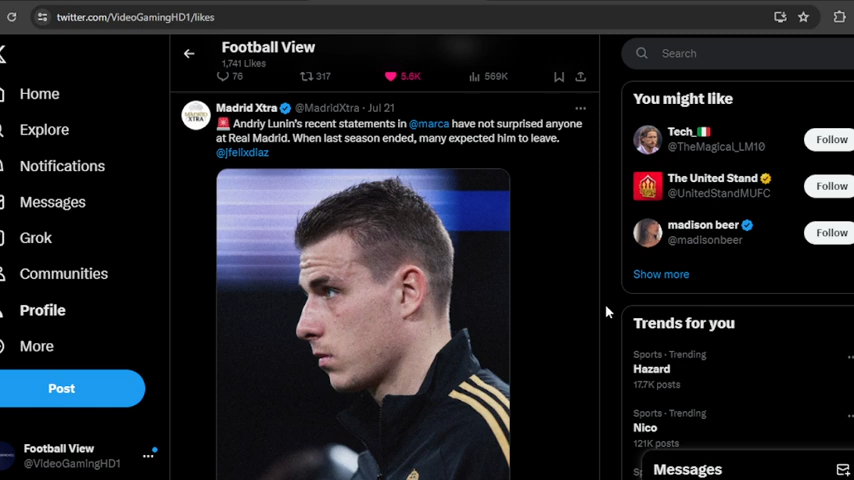 twitter.com/VideoGamingHD1/likes
Football View
1,741 Likes
76 317 5.6K 569K
Home
Explore
Notifications
Messages
Grok
Communities
Profile
More
Post
Football View
@VideoGamingHD1
MADRID XTRA
Madrid Xtra @MadridXtra · Jul 21
🚨 Andriy Lunin's recent statements in @marca have not surprised anyone
at Real Madrid. When last season ended, many expected him to leave.
@jfelixdiaz
Search
You might like
Tech_🇮🇹
@TheMagical_LM10
Follow
The United Stand
@UnitedStandMUFC
Follow
madison beer
@madisonbeer
Follow
Show more
Trends for you
Sports · Trending
Hazard
17.7K posts
Sports · Trending
Nico
121K posts
Messages